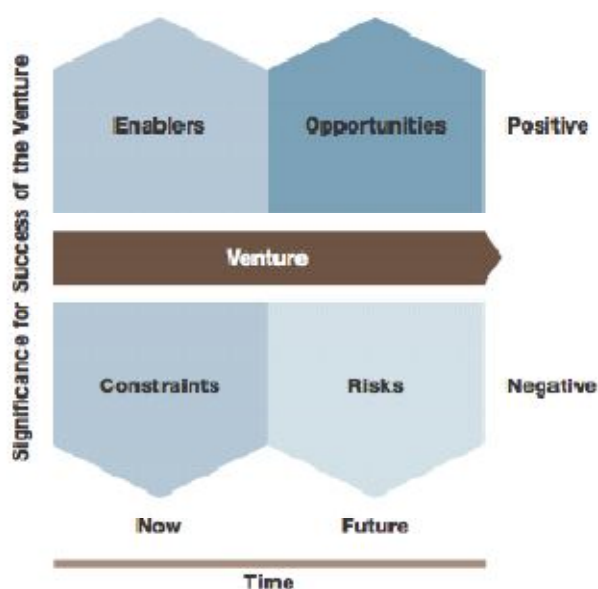 Significance for Success of the Venture
Enablers
Opportunities
Positive
Venture
Constraints
Risks
Negative
Now
Future
Time